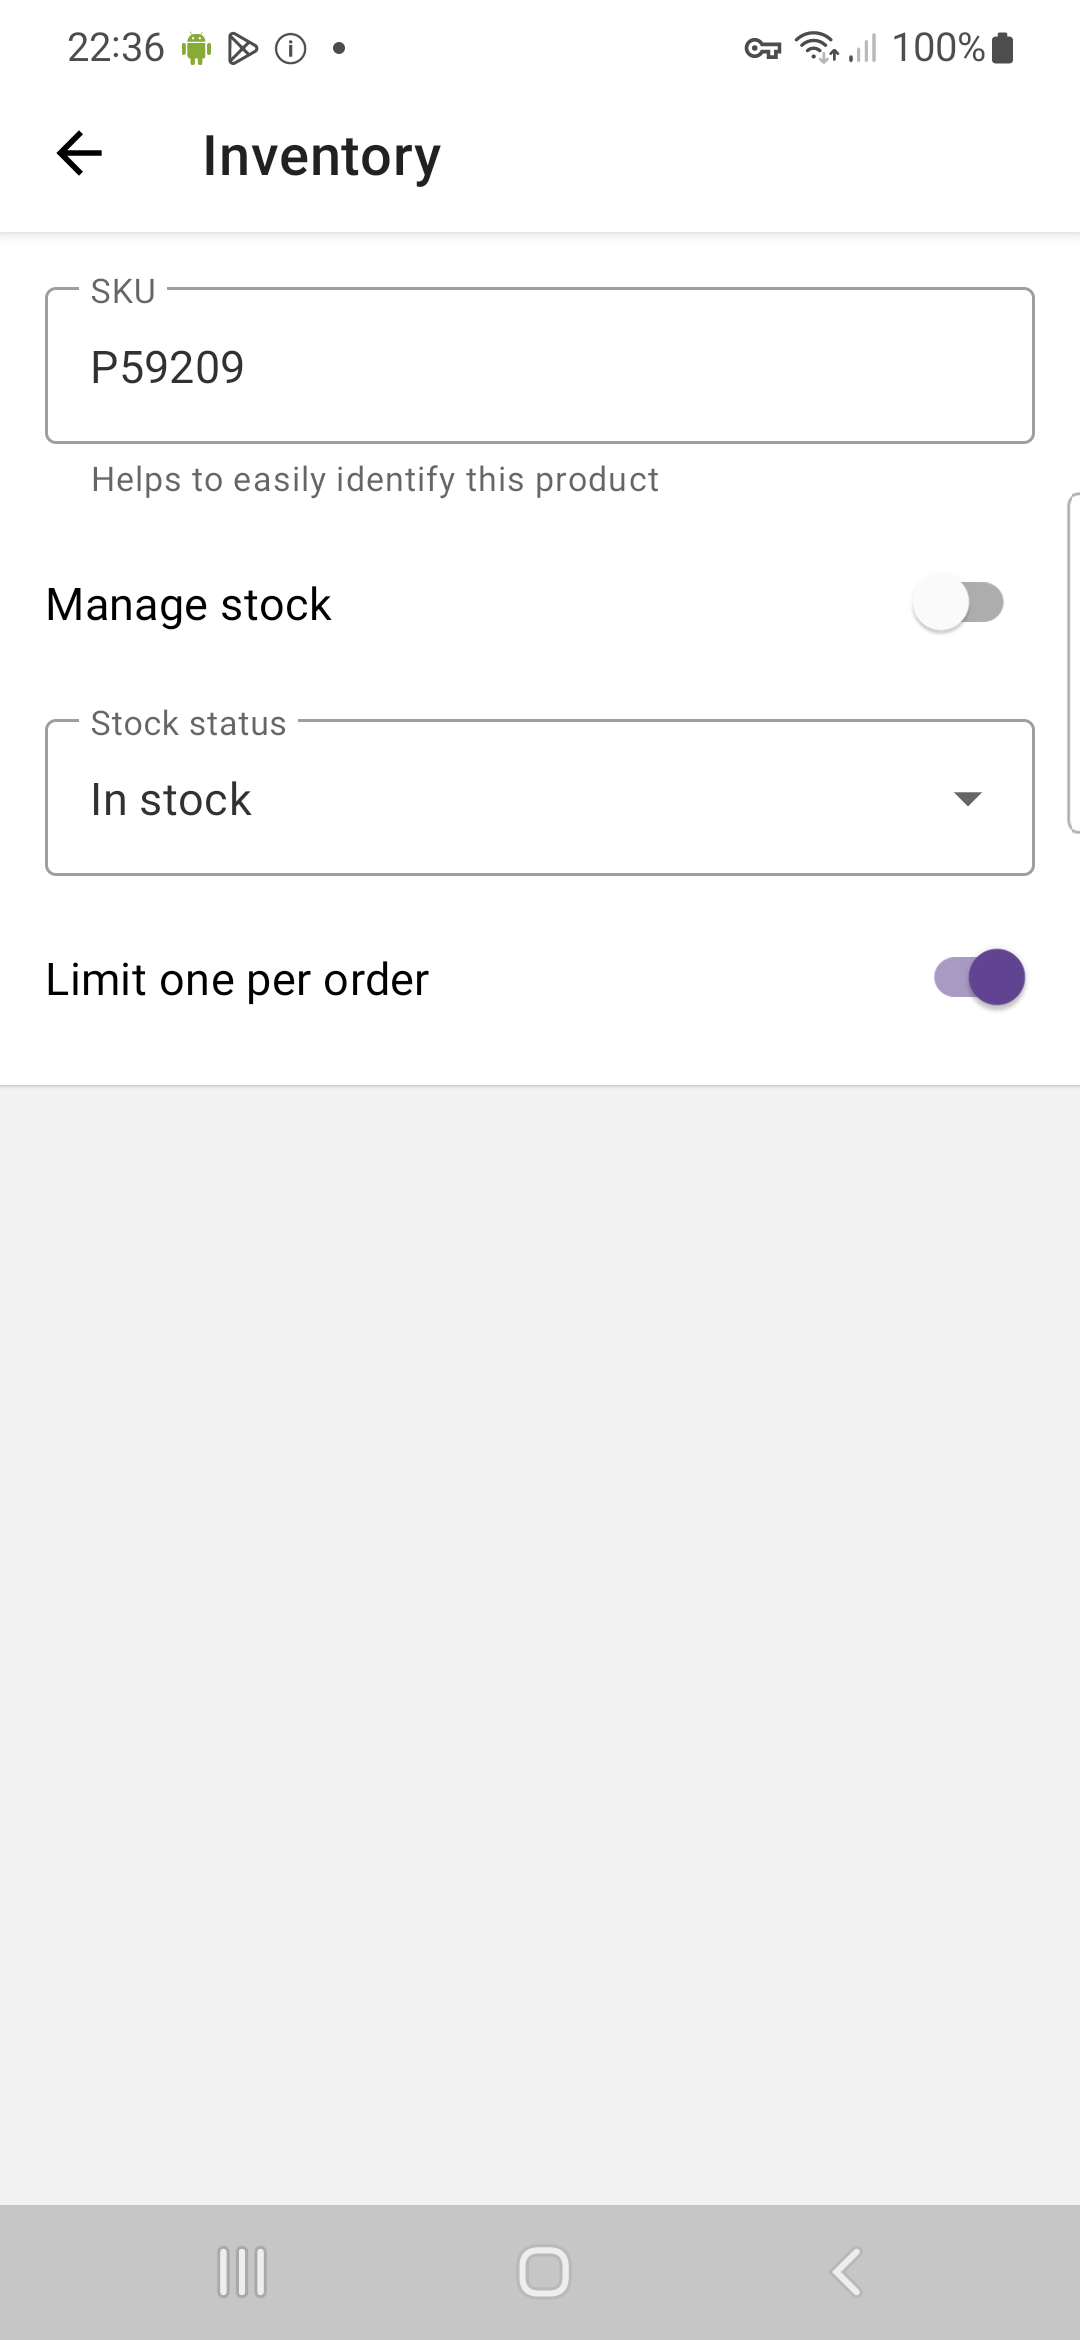 22:36
100%
Inventory
SKU
P59209
Helps to easily identify this product
Manage stock
Stock status
In stock
Limit one per order